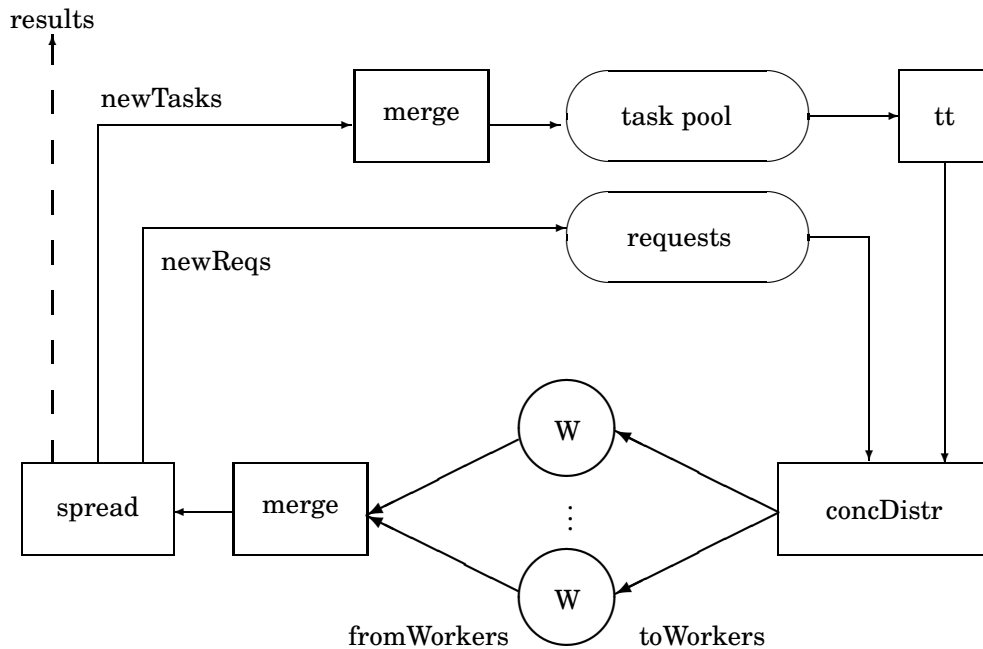 results
newTasks
merge
task pool
tt
requests
newReqs
W
spread
merge
⋮
concDistr
W
fromWorkers
toWorkers